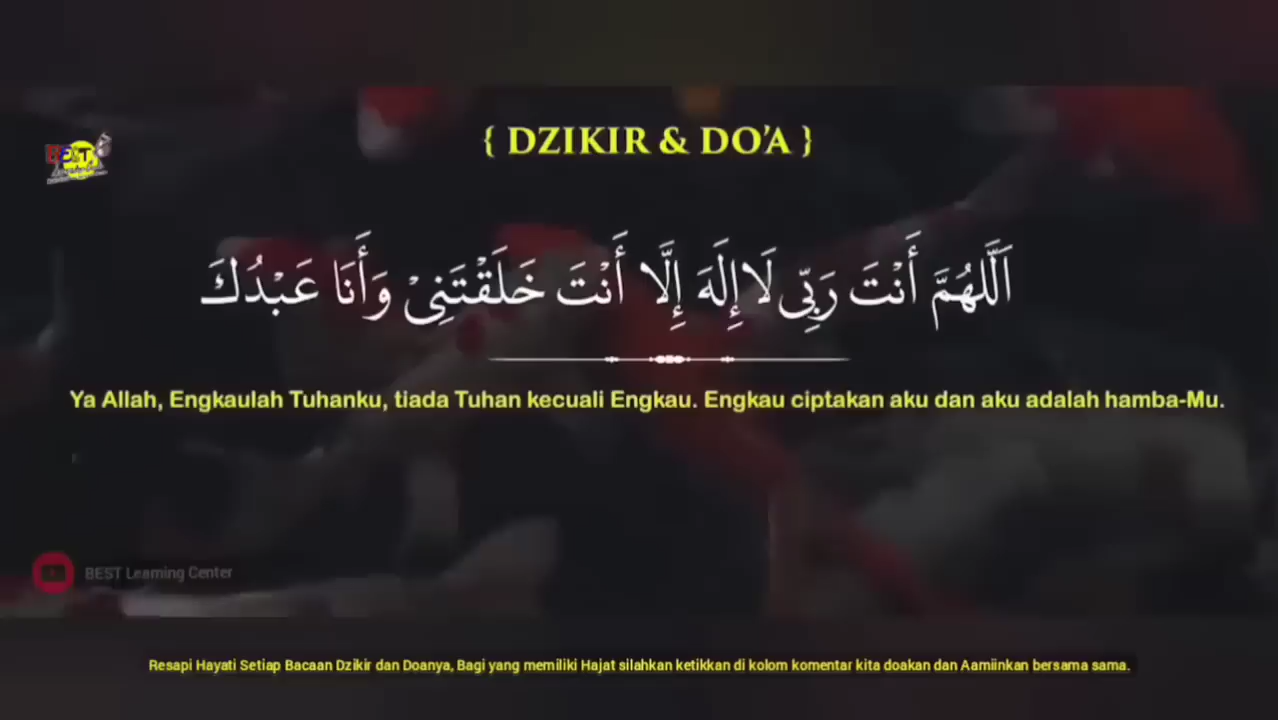 { DZIKIR & DO'A }
BEST
اَللّٰهُمَّ أَنْتَ رَبِّى لَا إِلَهَ إِلَّا أَنْتَ خَلَقْتَنِىْ وَأَنَا عَبْدُكَ
Ya Allah, Engkaulah Tuhanku, tiada Tuhan kecuali Engkau. Engkau ciptakan aku dan aku adalah hamba-Mu.
BEST Learning Center
Resapi Hayati Setiap Bacaan Dzikir dan Doanya, Bagi yang memiliki Hajat silahkan ketikkan di kolom komentar kita doakan dan Aamiinkan bersama sama.